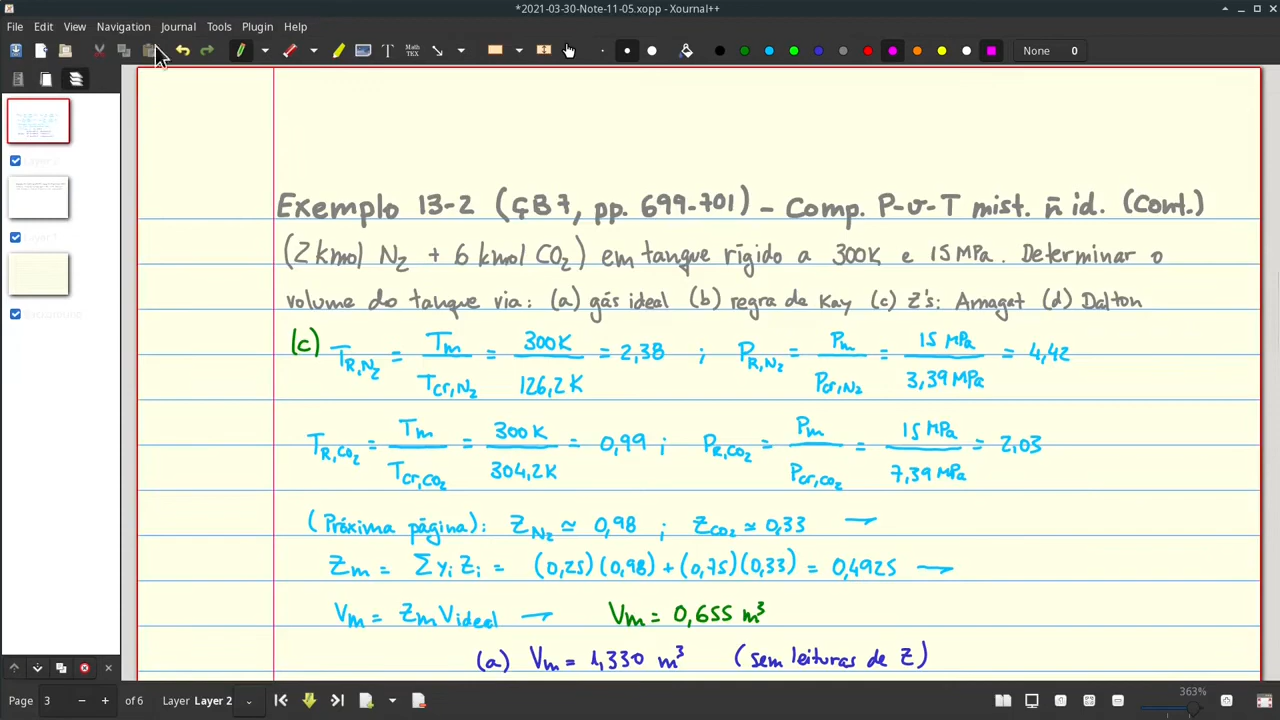 *2021-03-30-Note-11-05.xopp - Xournal++
File Edit View Navigation Journal Tools Plugin Help
T Math TEX None 0
Exemplo 13-2 (ÇB7, pp. 699-701) - Comp. P-v-T mist. ñ id. (Cont.)
(2 kmol N₂ + 6 kmol CO₂) em tanque rígido a 300K e 15 MPa. Determinar o
volume do tanque via: (a) gás ideal (b) regra de Kay (c) Z's: Amagat (d) Dalton
(c) T_R,N₂ = T_m / T_cr,N₂ = 300K / 126,2K = 2,38 ; P_R,N₂ = P_m / P_cr,N₂ = 15 MPa / 3,39 MPa = 4,42
T_R,CO₂ = T_m / T_cr,CO₂ = 300K / 304,2K = 0,99 ; P_R,CO₂ = P_m / P_cr,CO₂ = 15 MPa / 7,39 MPa = 2,03
(Próxima página): Z_N₂ ≃ 0,98 ; Z_CO₂ ≃ 0,33 →
Z_m = Σ y_i Z_i = (0,25)(0,98) + (0,75)(0,33) = 0,4925 →
V_m = Z_m V_ideal → V_m = 0,655 m³
(a) V_m = 1,330 m³ (sem leituras de Z)
Page 3 of 6 Layer Layer 2 363%